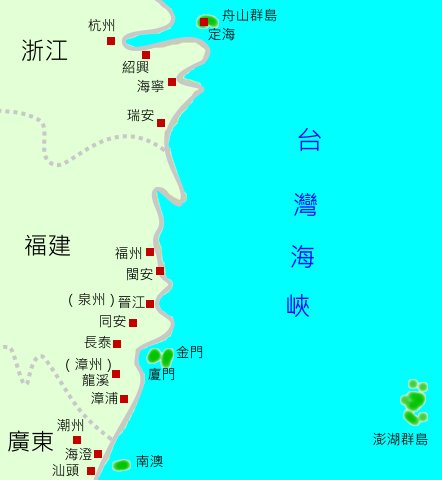 杭州
舟山群島
定海
浙江
紹興
海寧
瑞安
台灣海峽
福建
福州
閩安
(泉州)晉江
同安
長泰
金門
廈門
(漳州)
龍溪
漳浦
潮州
廣東
澎湖群島
海澄
南澳
汕頭